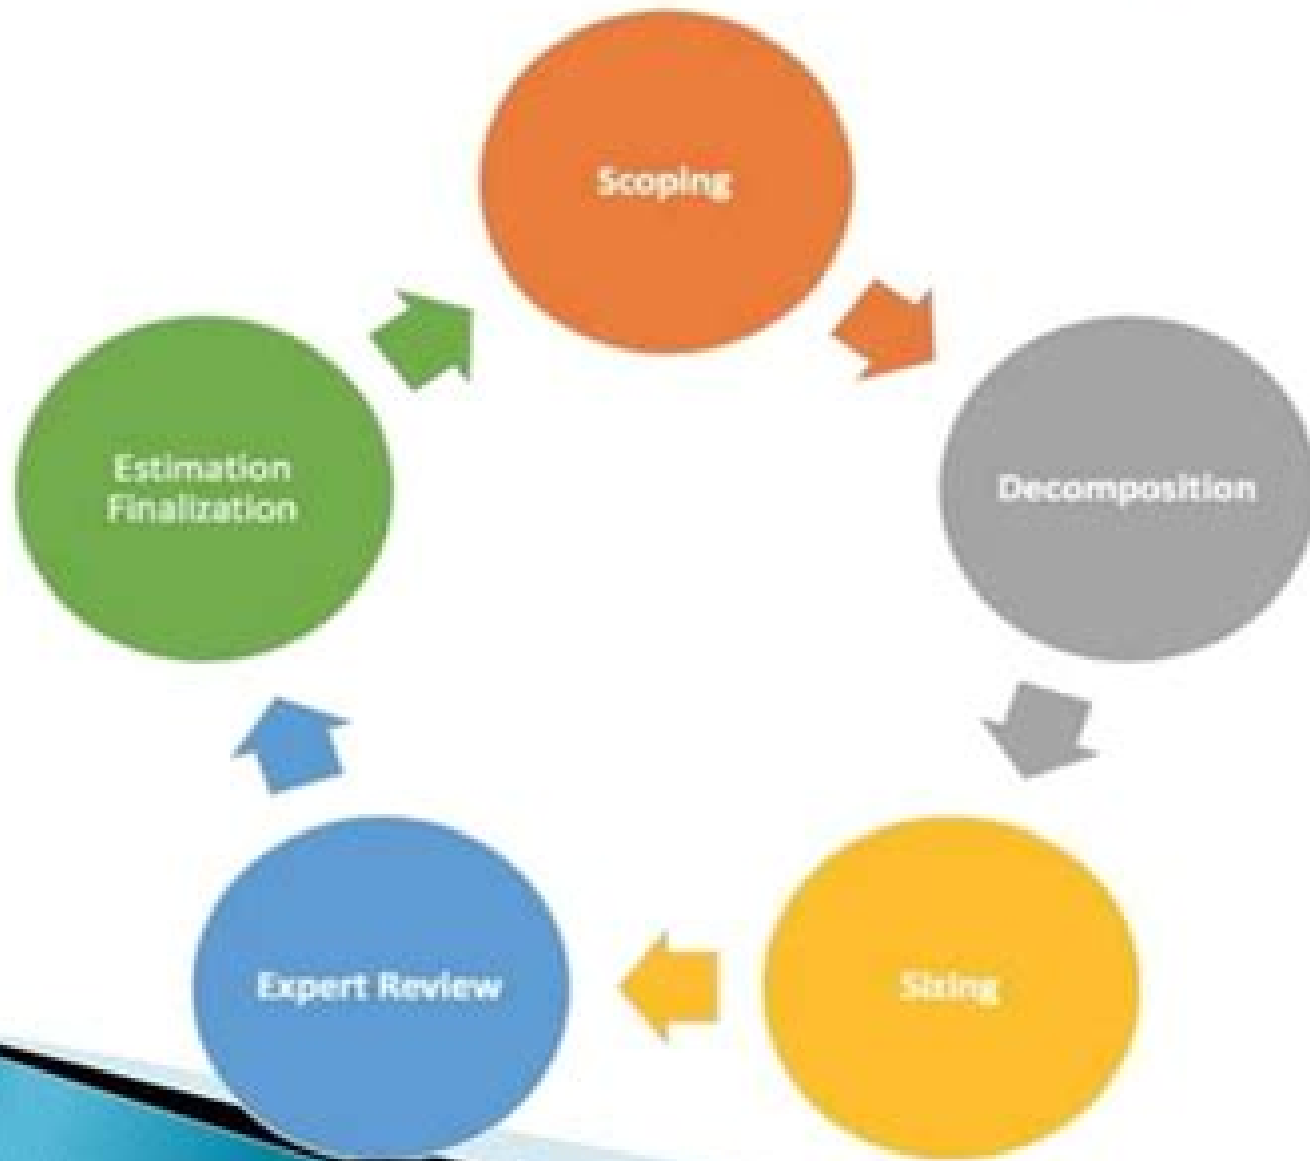 Scoping
Decomposition
Sizing
Expert Review
Estimation
Finalization